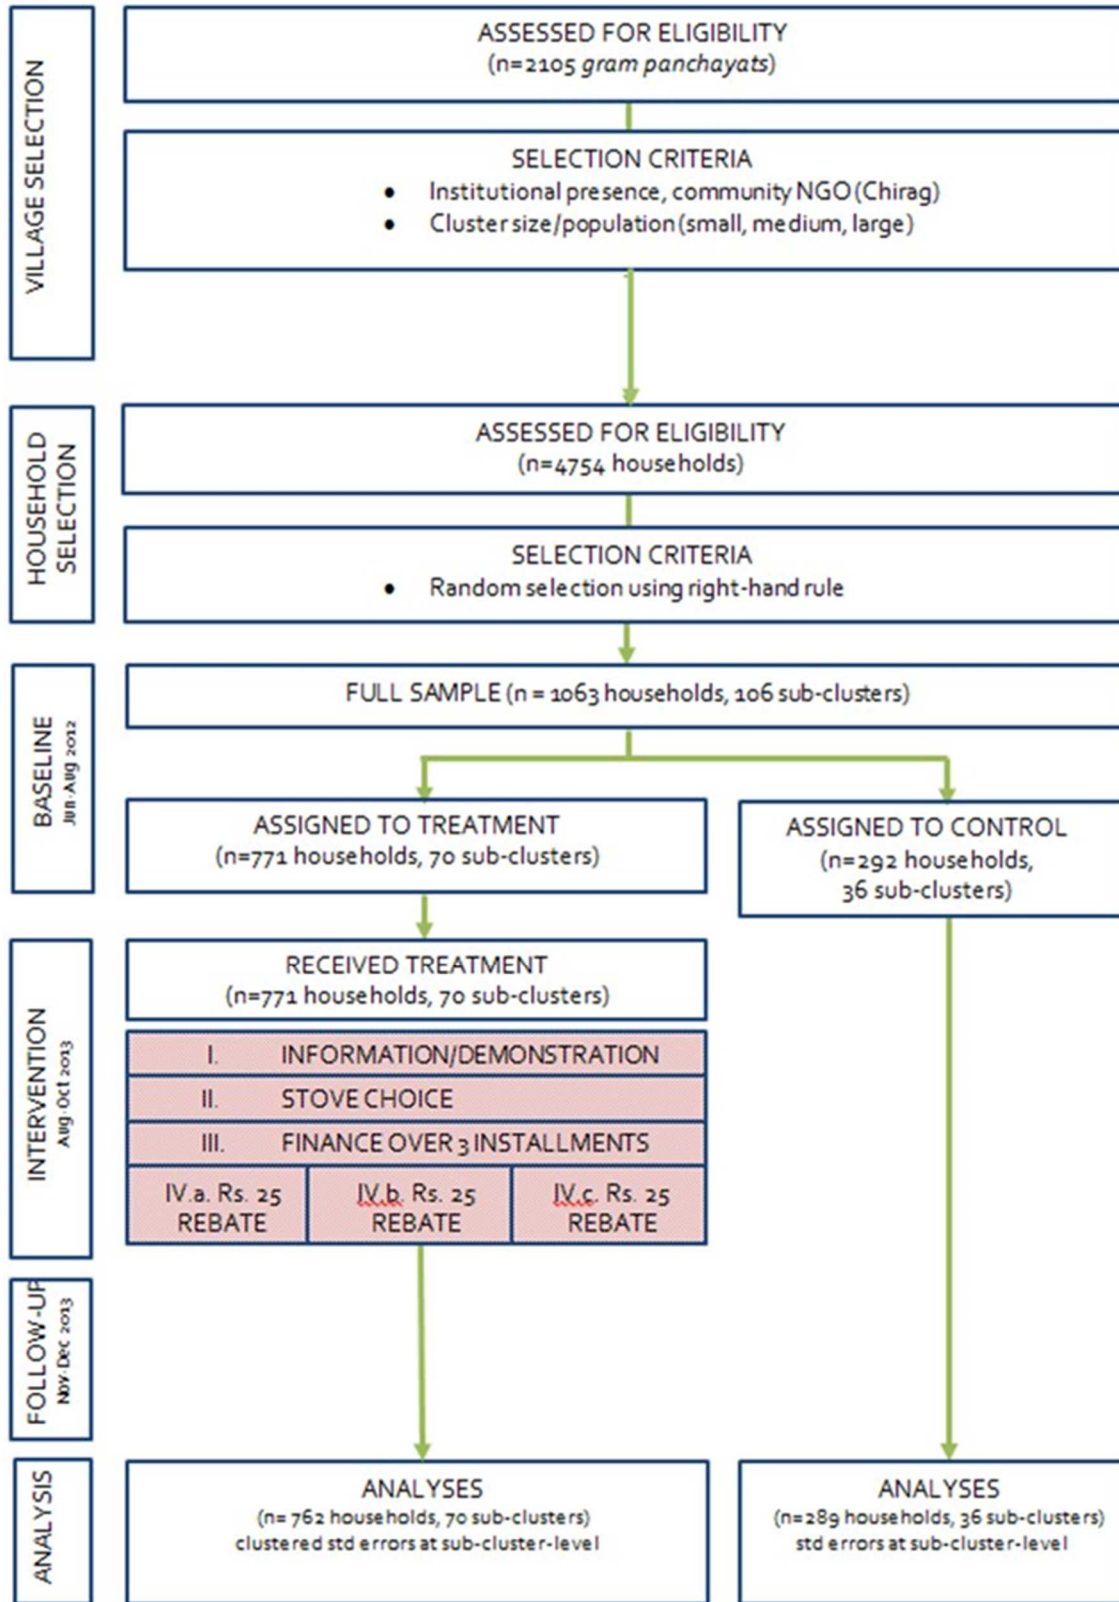 VILLAGE SELECTION
ASSESSED FOR ELIGIBILITY
(n=2105 gram panchayats)
SELECTION CRITERIA
• Institutional presence, community NGO (Chirag)
• Cluster size/population (small, medium, large)
HOUSEHOLD
SELECTION
ASSESSED FOR ELIGIBILITY
(n=4754 households)
SELECTION CRITERIA
• Random selection using right-hand rule
BASELINE
Jun-Aug 2012
FULL SAMPLE (n = 1063 households, 106 sub-clusters)
ASSIGNED TO TREATMENT
(n=771 households, 70 sub-clusters)
ASSIGNED TO CONTROL
(n=292 households,
36 sub-clusters)
INTERVENTION
Aug-Oct 2013
RECEIVED TREATMENT
(n=771 households, 70 sub-clusters)
I. INFORMATION/DEMONSTRATION
II. STOVE CHOICE
III. FINANCE OVER 3 INSTALLMENTS
IV.a. Rs. 25
REBATE
IV.b. Rs. 25
REBATE
IV.c. Rs. 25
REBATE
FOLLOW-UP
Nov-Dec 2013
ANALYSIS
ANALYSES
(n= 762 households, 70 sub-clusters)
clustered std errors at sub-cluster-level
ANALYSES
(n=289 households, 36 sub-clusters)
std errors at sub-cluster-level